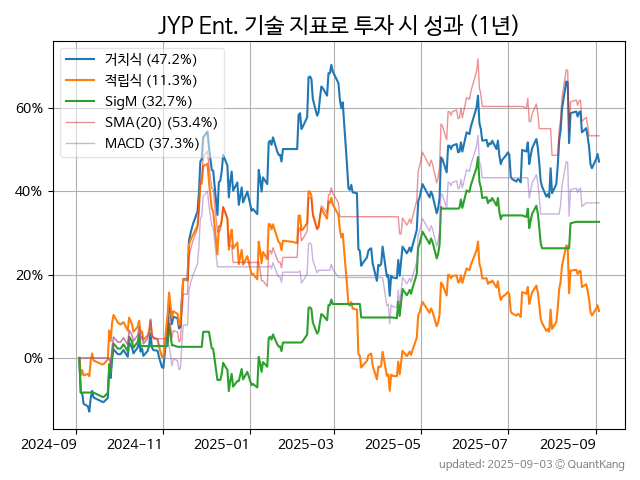 JYP Ent. 기술 지표로 투자 시 성과 (1년)
거치식 (47.2%)
적립식 (11.3%)
SigM (32.7%)
SMA(20) (53.4%)
MACD (37.3%)
60%
40%
20%
0%
2024-09 2024-11 2025-01 2025-03 2025-05 2025-07 2025-09
updated: 2025-09-03 © QuantKang